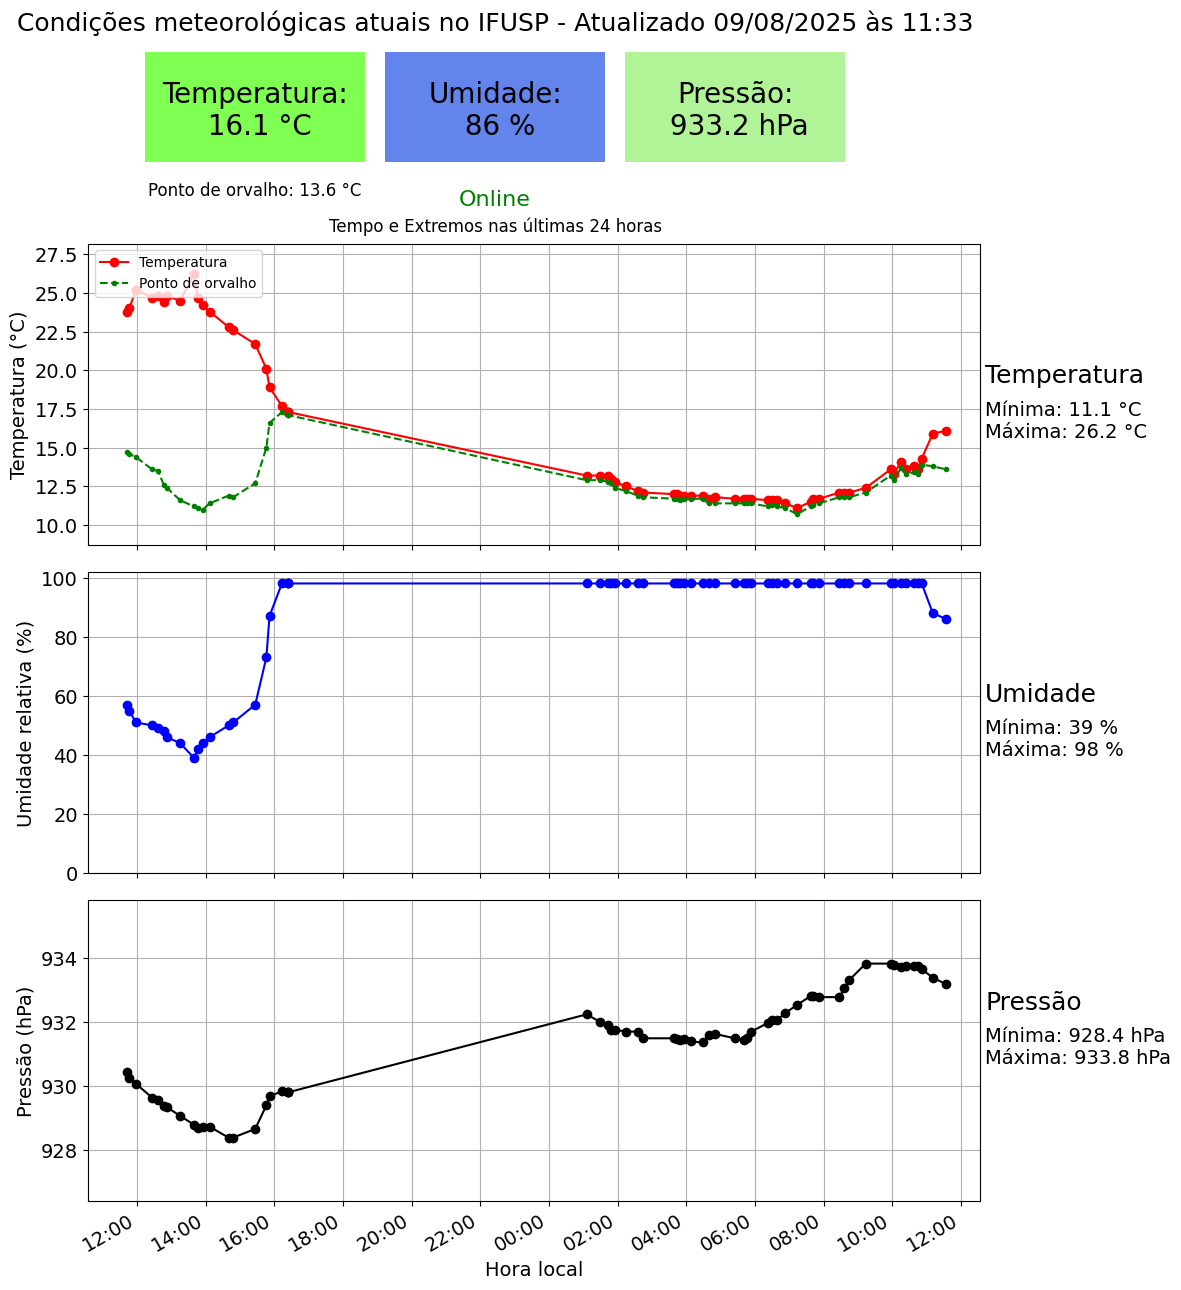 Condições meteorológicas atuais no IFUSP - Atualizado 09/08/2025 às 11:33
Temperatura:
16.1 °C
Umidade:
86 %
Pressão:
933.2 hPa
Ponto de orvalho: 13.6 °C
Online
Tempo e Extremos nas últimas 24 horas
Temperatura (°C)
27.5
25.0
22.5
20.0
17.5
15.0
12.5
10.0
Temperatura
Ponto de orvalho
Temperatura
Mínima: 11.1 °C
Máxima: 26.2 °C
Umidade relativa (%)
100
80
60
40
20
0
Umidade
Mínima: 39 %
Máxima: 98 %
Pressão (hPa)
934
932
930
928
Pressão
Mínima: 928.4 hPa
Máxima: 933.8 hPa
12:00
14:00
16:00
18:00
20:00
22:00
00:00
02:00
04:00
06:00
08:00
10:00
12:00
Hora local